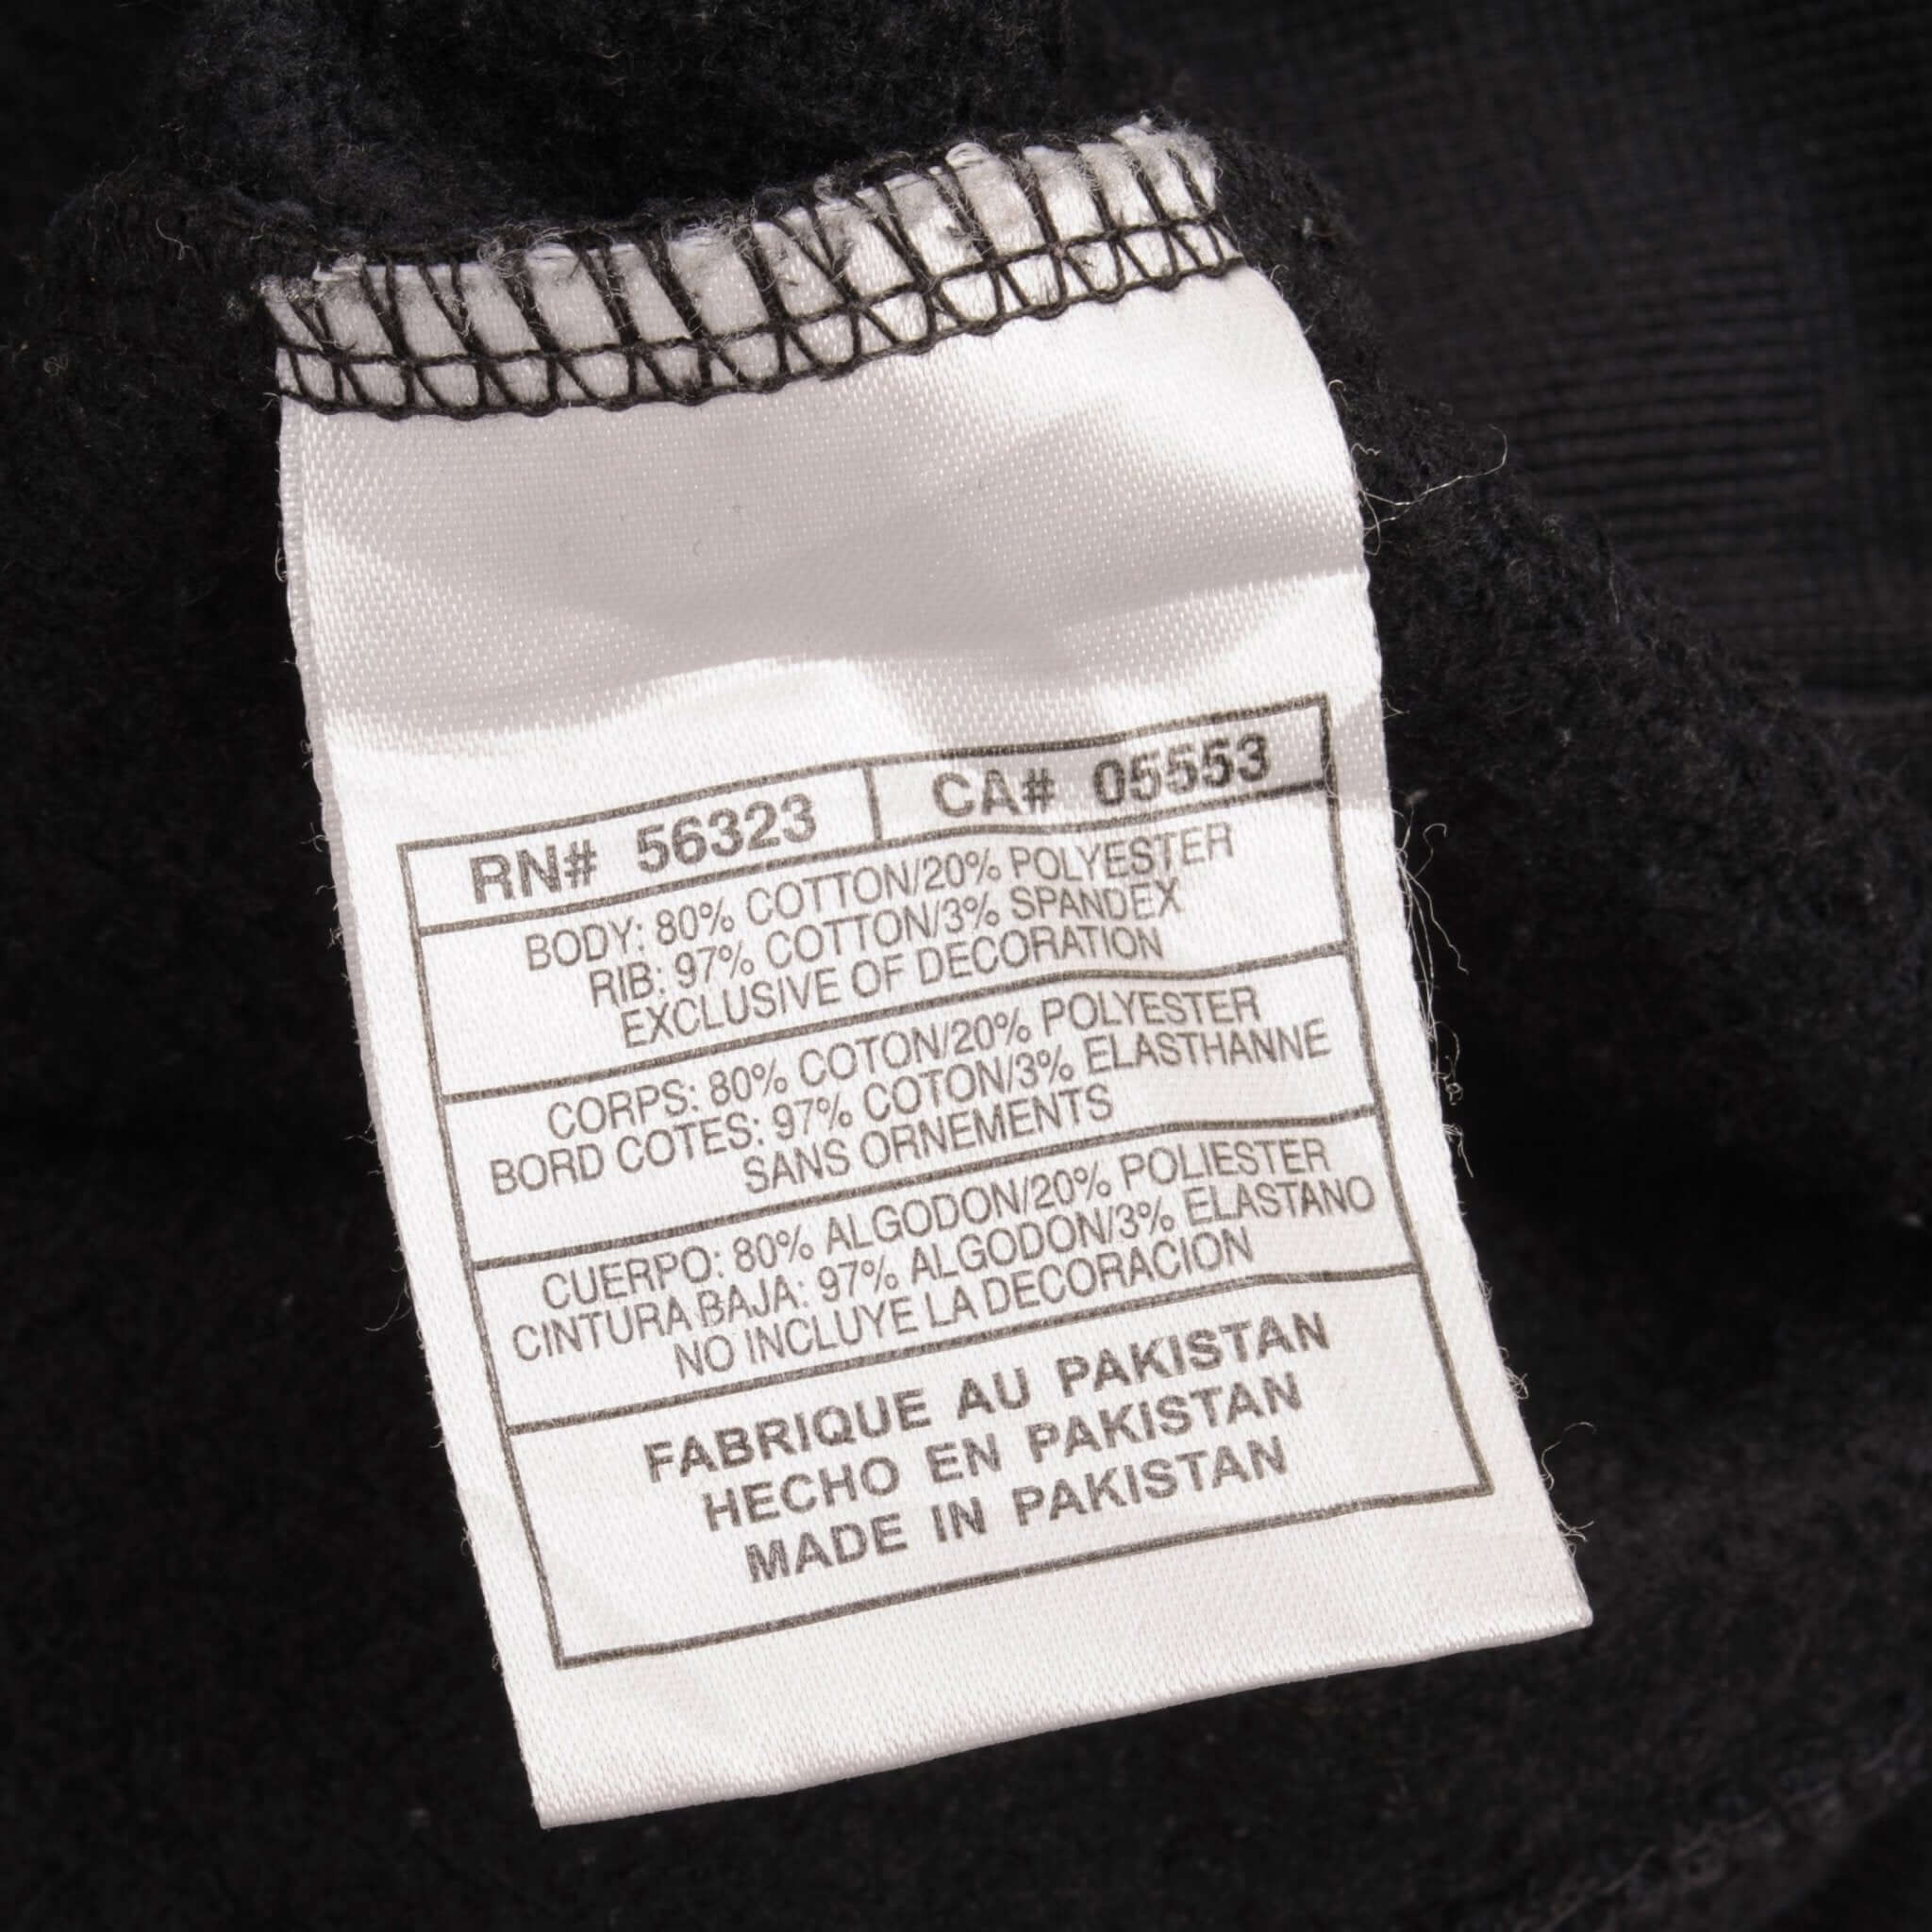 RN# 56323 CA# 05553
BODY: 80% COTTON/20% POLYESTER
RIB: 97% COTTON/3% SPANDEX
EXCLUSIVE OF DECORATION
CORPS: 80% COTON/20% POLYESTER
BORD COTES: 97% COTON/3% ELASTHANNE
SANS ORNEMENTS
CUERPO: 80% ALGODON/20% POLIESTER
CINTURA BAJA: 97% ALGODON/3% ELASTANO
NO INCLUYE LA DECORACION
FABRIQUE AU PAKISTAN
HECHO EN PAKISTAN
MADE IN PAKISTAN